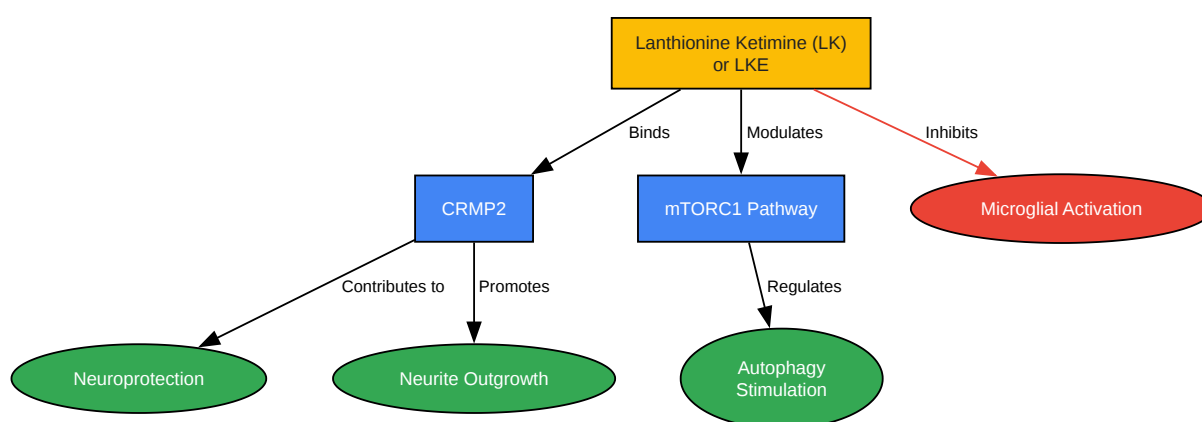 Lanthionine Ketimine (LK)
or LKE
Binds
Modulates
Inhibits
CRMP2
mTORC1 Pathway
Microglial Activation
Contributes to
Promotes
Regulates
Neuroprotection
Neurite Outgrowth
Autophagy
Stimulation